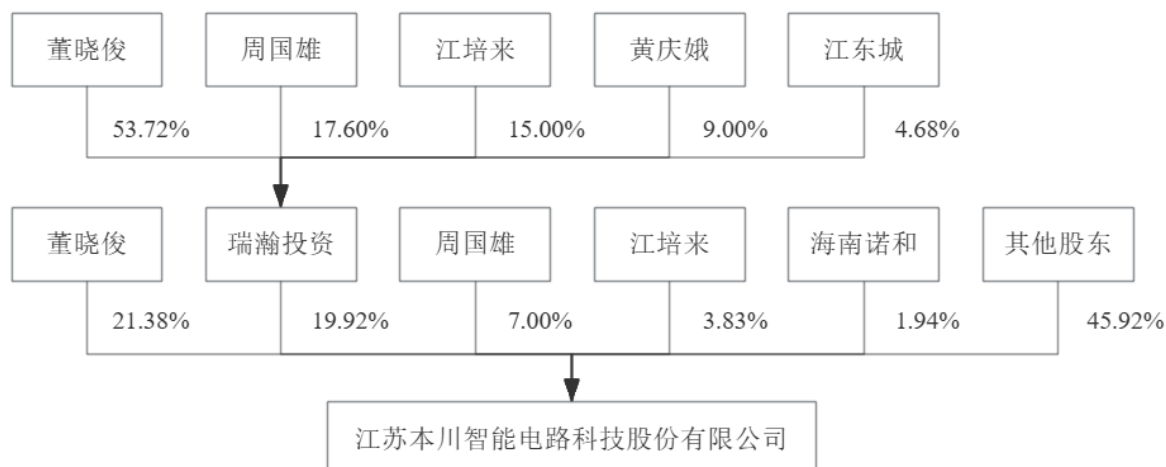 董晓俊 周国雄 江培来 黄庆娥 江东城
53.72% 17.60% 15.00% 9.00% 4.68%
董晓俊 瑞瀚投资 周国雄 江培来 海南诺和 其他股东
21.38% 19.92% 7.00% 3.83% 1.94% 45.92%
江苏本川智能电路科技股份有限公司